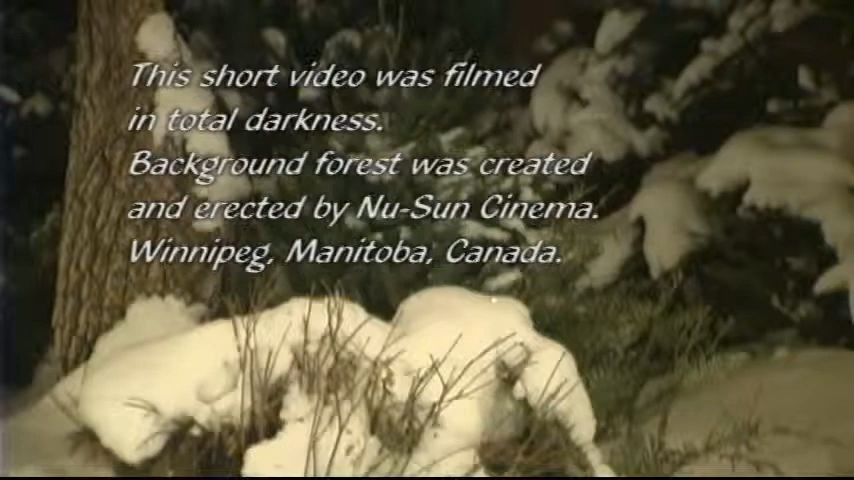 This short video was filmed
in total darkness.
Background forest was created
and erected by Nu-Sun Cinema.
Winnipeg, Manitoba, Canada.